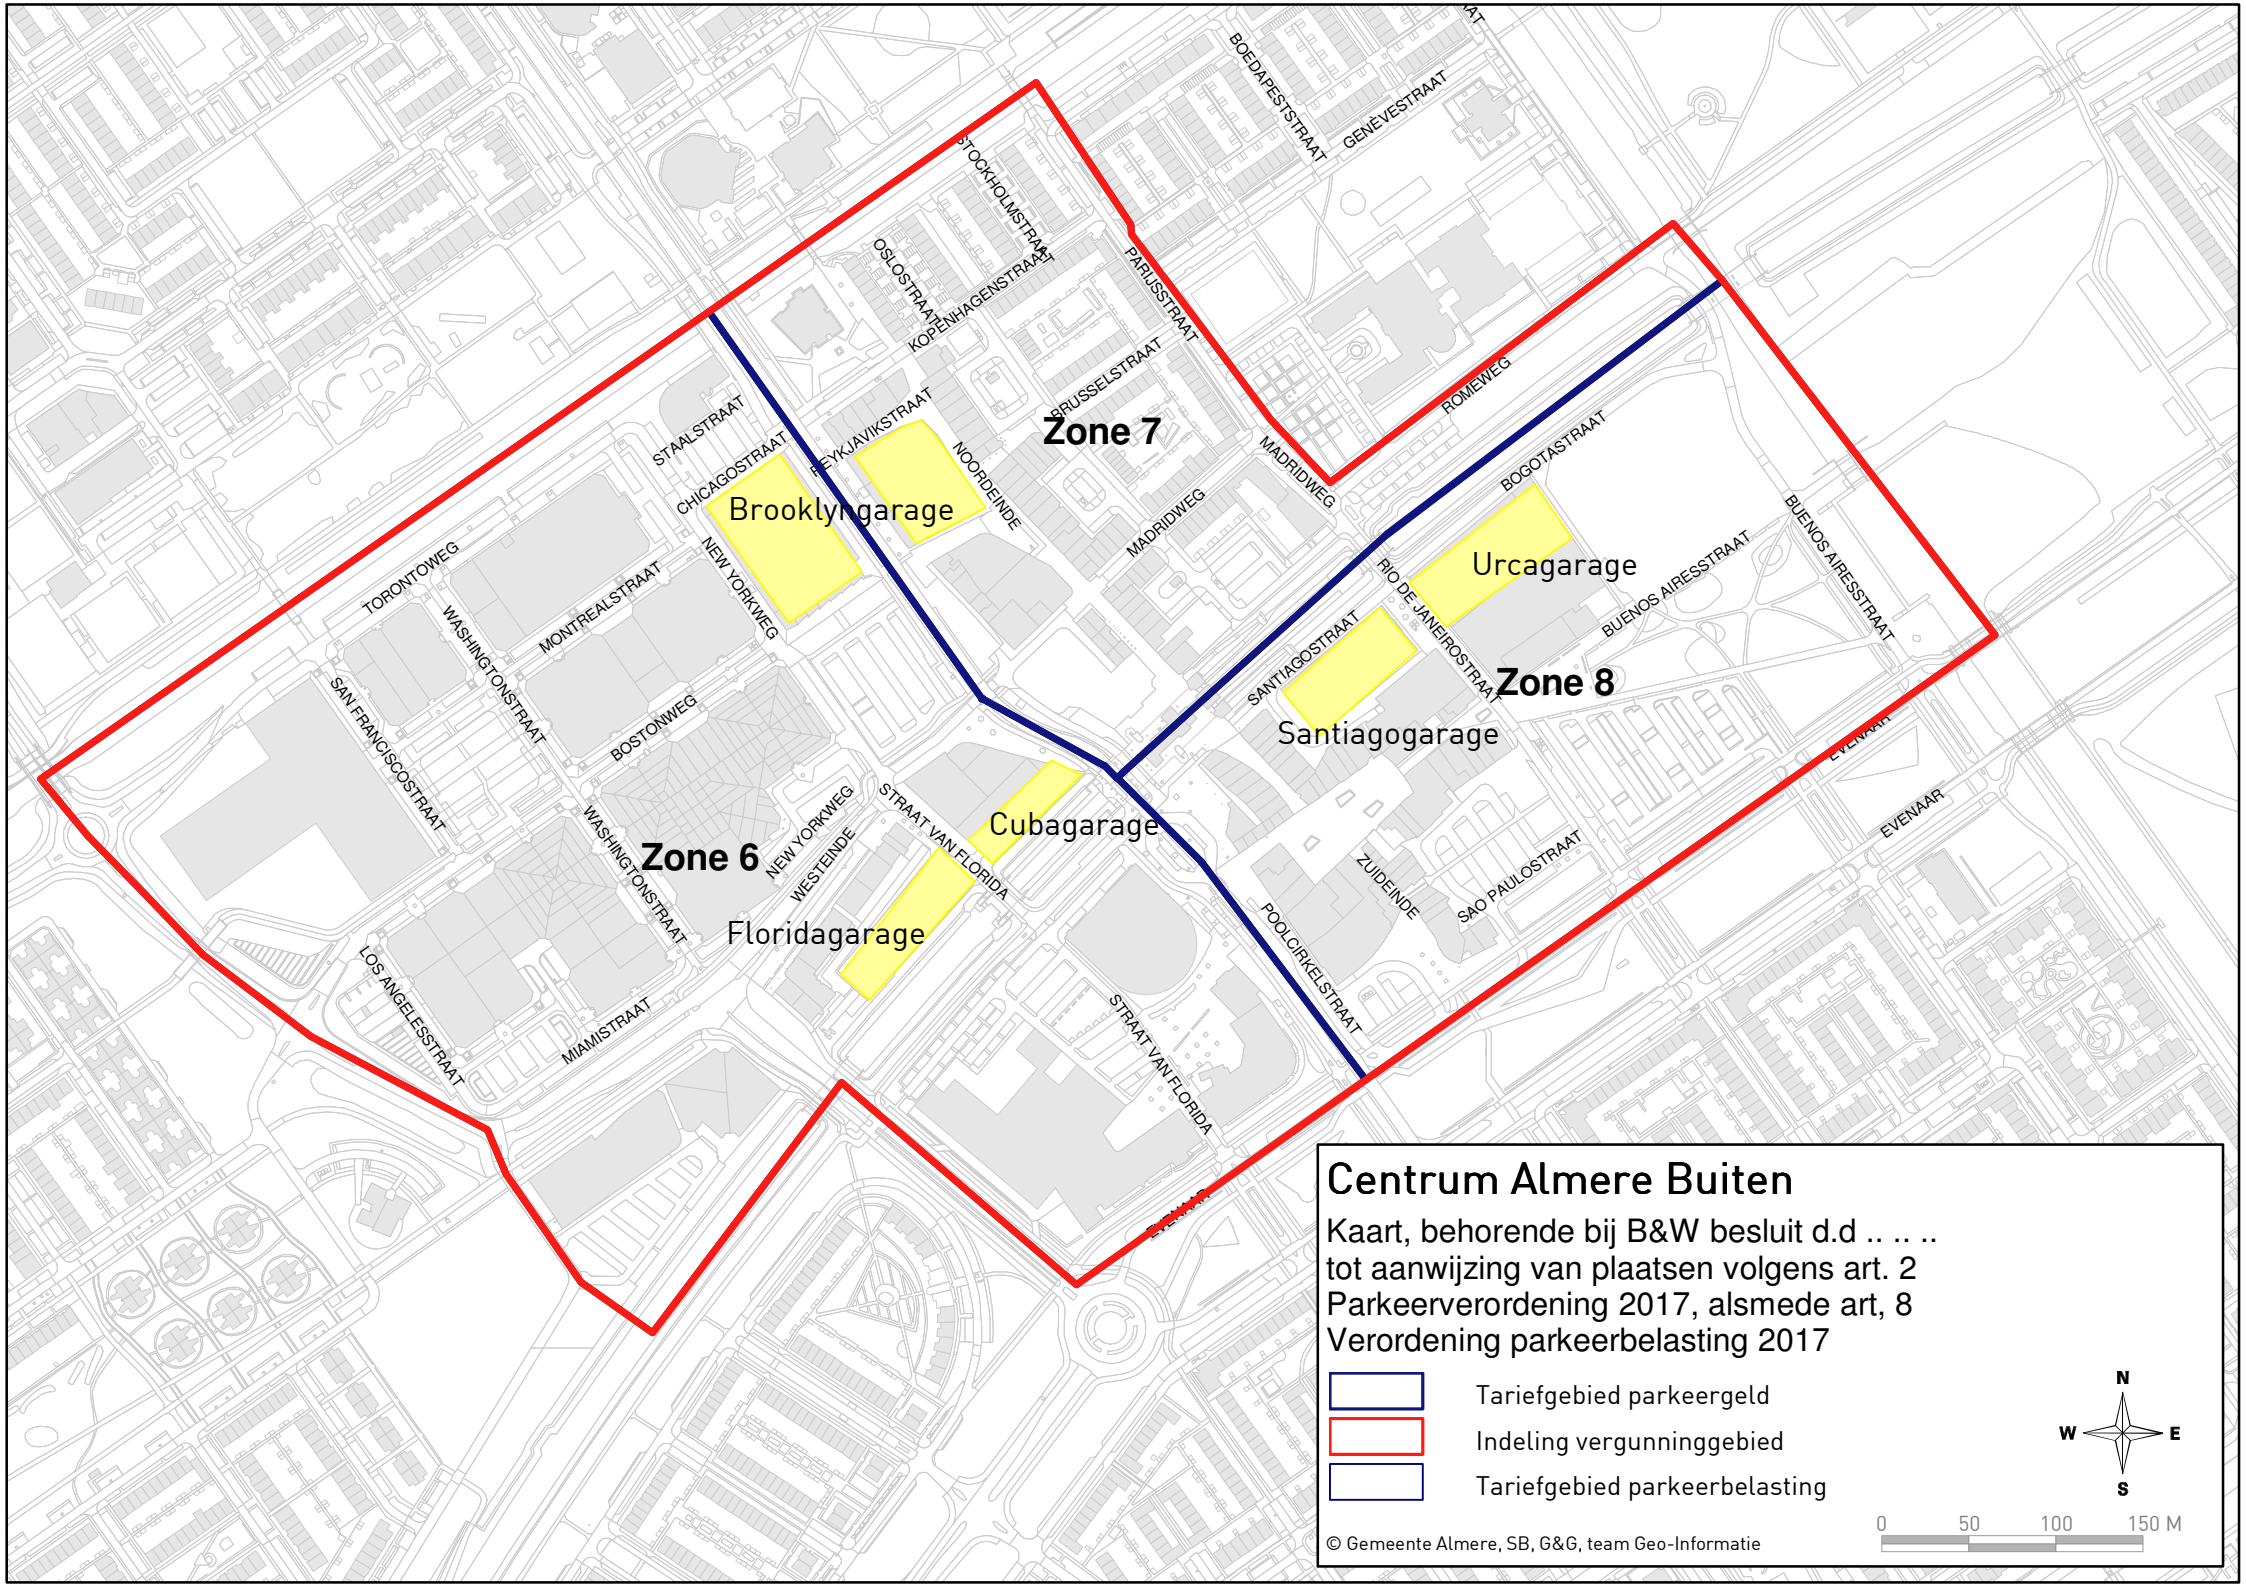 BOEDAPESTSTRAAT
GENÈVESTRAAT
STOCKHOLMSTRAAT
OSLOSTRAAT
KOPENHAGENSTRAAT
PARIJSSTRAAT
BRUSSELSTRAAT
Zone 7
ROMEWEG
STAALSTRAAT
CHICAGOSTRAAT
REYKJAVIKSTRAAT
NOORDEINDE
MADRIDWEG
MADRIDWEG
BOGOTASTRAAT
Brooklyngarage
Urcagarage
TORONTOWEG
MONTREALSTRAAT
NEW YORKWEG
WASHINGTONSTRAAT
RIO DE JANEIROSTRAAT
BUENOS AIRESSTRAAT
BUENOS AIRESSTRAAT
SANTIAGOSTRAAT
Zone 8
SAN FRANCISCOSTRAAT
BOSTONWEG
Santiagogarage
EVENAAR
EVENAAR
NEW YORKWEG
STRAAT VAN FLORIDA
Cubagarage
WASHINGTONSTRAAT
Zone 6
WESTEINDE
ZUIDEINDE
SAO PAULOSTRAAT
Floridagarage
POOLCIRKELSTRAAT
LOS ANGELESSTRAAT
MIAMISTRAAT
STRAAT VAN FLORIDA
EVENAAR
Centrum Almere Buiten
Kaart, behorende bij B&W besluit d.d .. .. ..
tot aanwijzing van plaatsen volgens art. 2
Parkeerverordening 2017, alsmede art, 8
Verordening parkeerbelasting 2017
Tariefgebied parkeergeld
Indeling vergunninggebied
Tariefgebied parkeerbelasting
N
W E
S
0 50 100 150 M
© Gemeente Almere, SB, G&G, team Geo-Informatie